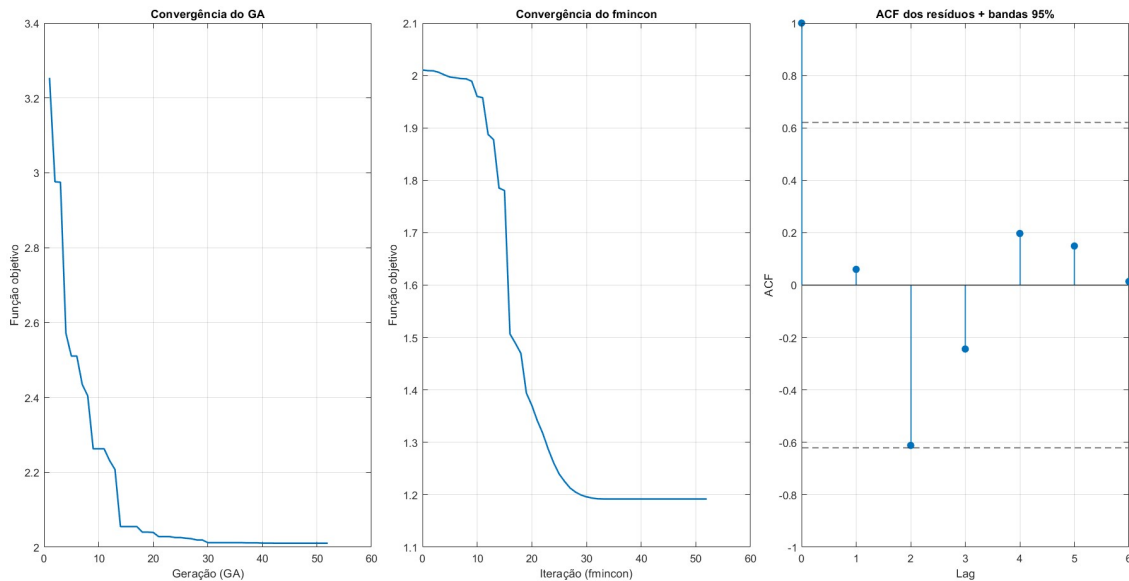 Convergência do GA
3.4
3.2
3
2.8
2.6
2.4
2.2
2
Função objetivo
0 10 20 30 40 50 60
Geração (GA)
Convergência do fmincon
2.1
2
1.9
1.8
1.7
1.6
1.5
1.4
1.3
1.2
1.1
Função objetivo
0 10 20 30 40 50 60
Iteração (fmincon)
ACF dos resíduos + bandas 95%
1
0.8
0.6
0.4
0.2
0
-0.2
-0.4
-0.6
-0.8
-1
ACF
0 1 2 3 4 5 6
Lag